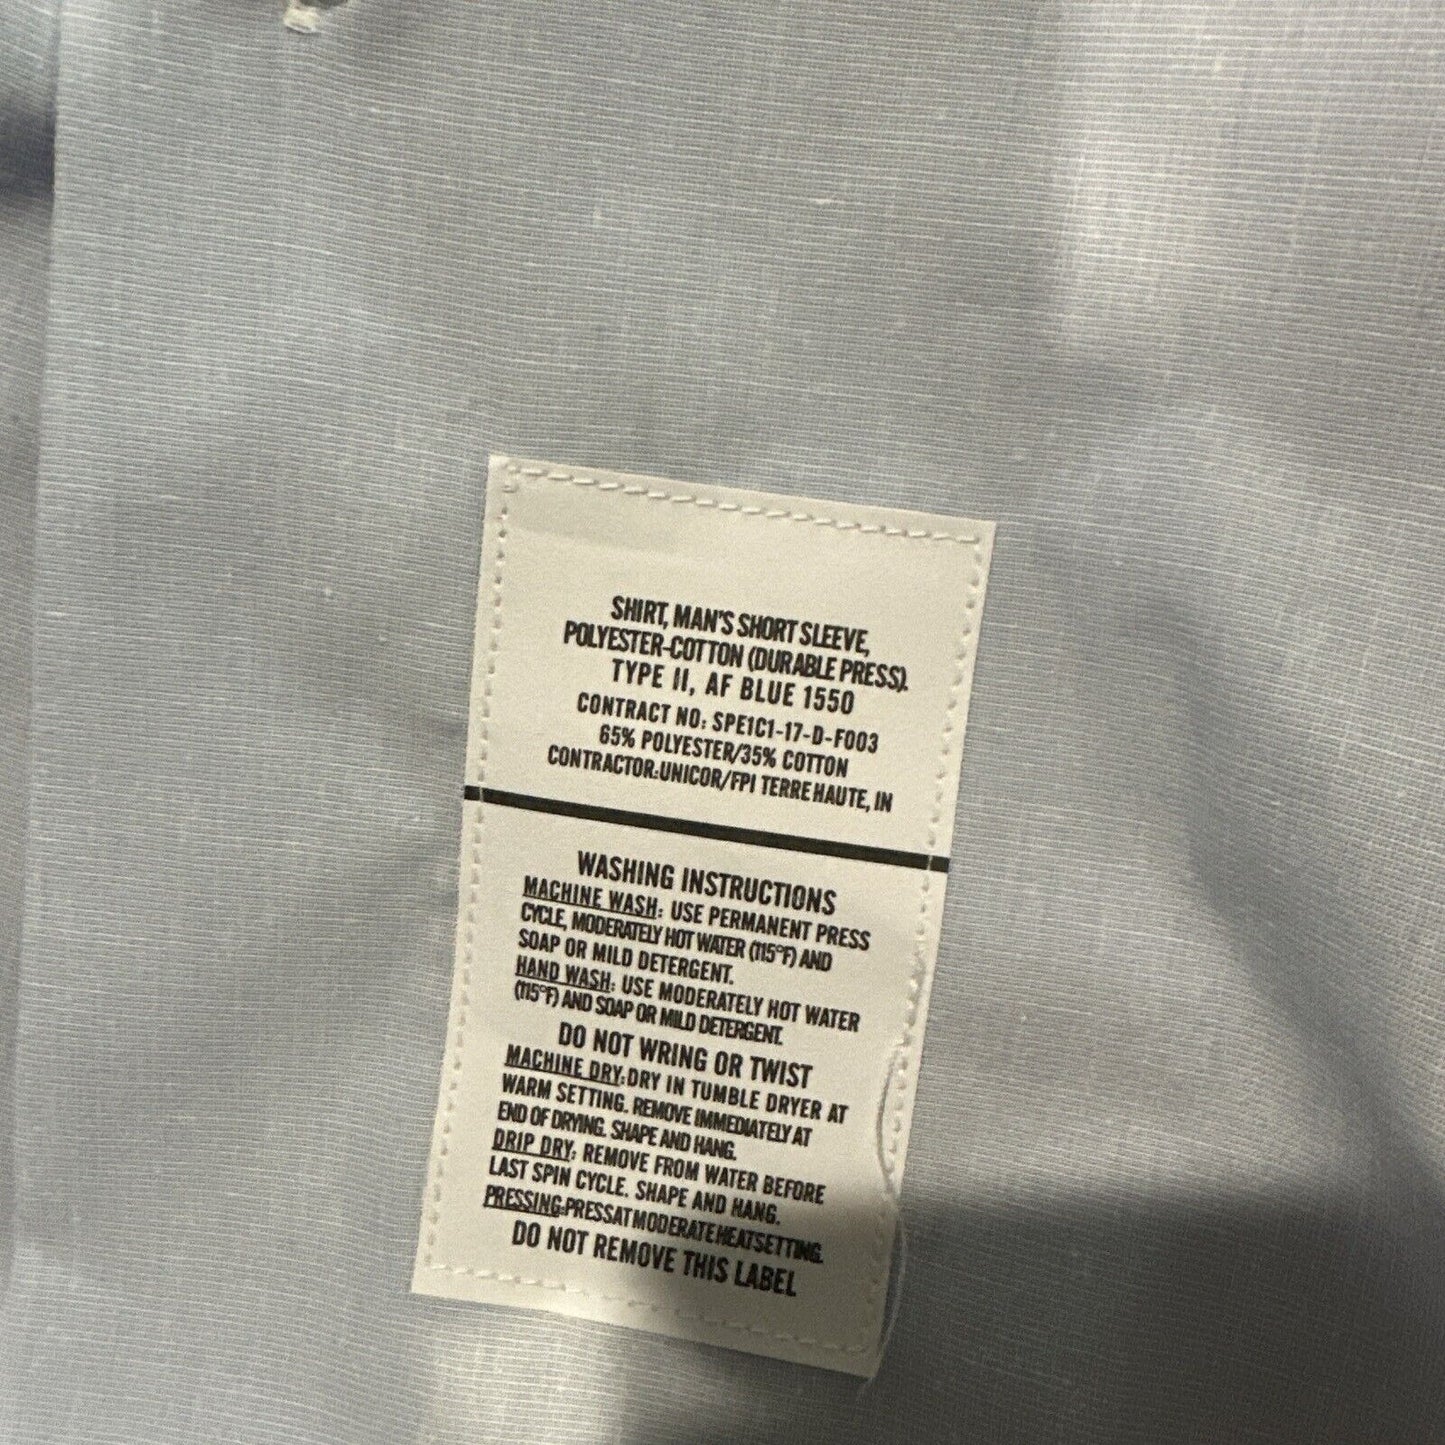 SHIRT, MAN'S SHORT SLEEVE,
POLYESTER-COTTON (DURABLE PRESS).
TYPE II, AF BLUE 1550
CONTRACT NO: SPE1C1-17-D-F003
65% POLYESTER/35% COTTON
CONTRACTOR:UNICOR/FPI TERRE HAUTE, IN
WASHING INSTRUCTIONS
MACHINE WASH: USE PERMANENT PRESS
CYCLE, MODERATELY HOT WATER (115°F) AND
SOAP OR MILD DETERGENT.
HAND WASH: USE MODERATELY HOT WATER
(115°F) AND SOAP OR MILD DETERGENT.
DO NOT WRING OR TWIST
MACHINE DRY:DRY IN TUMBLE DRYER AT
WARM SETTING. REMOVE IMMEDIATELY AT
END OF DRYING. SHAPE AND HANG.
DRIP DRY: REMOVE FROM WATER BEFORE
LAST SPIN CYCLE. SHAPE AND HANG.
PRESSING:PRESS AT MODERATE HEAT SETTING.
DO NOT REMOVE THIS LABEL